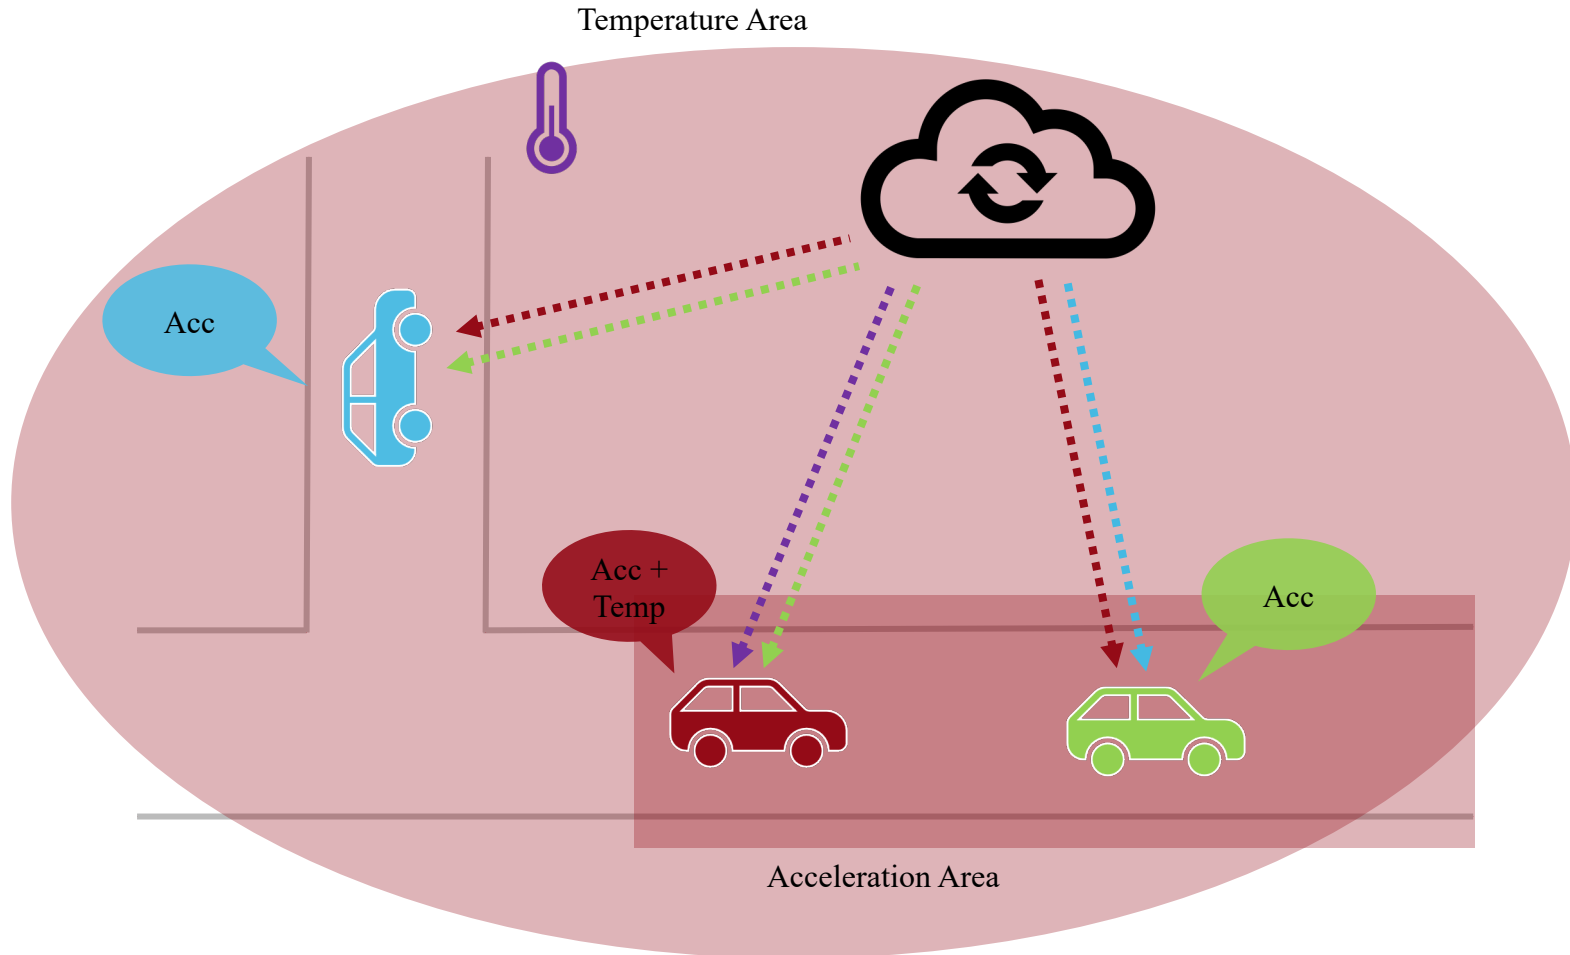 Temperature Area
Acc
Acc +
Temp
Acc
Acceleration Area